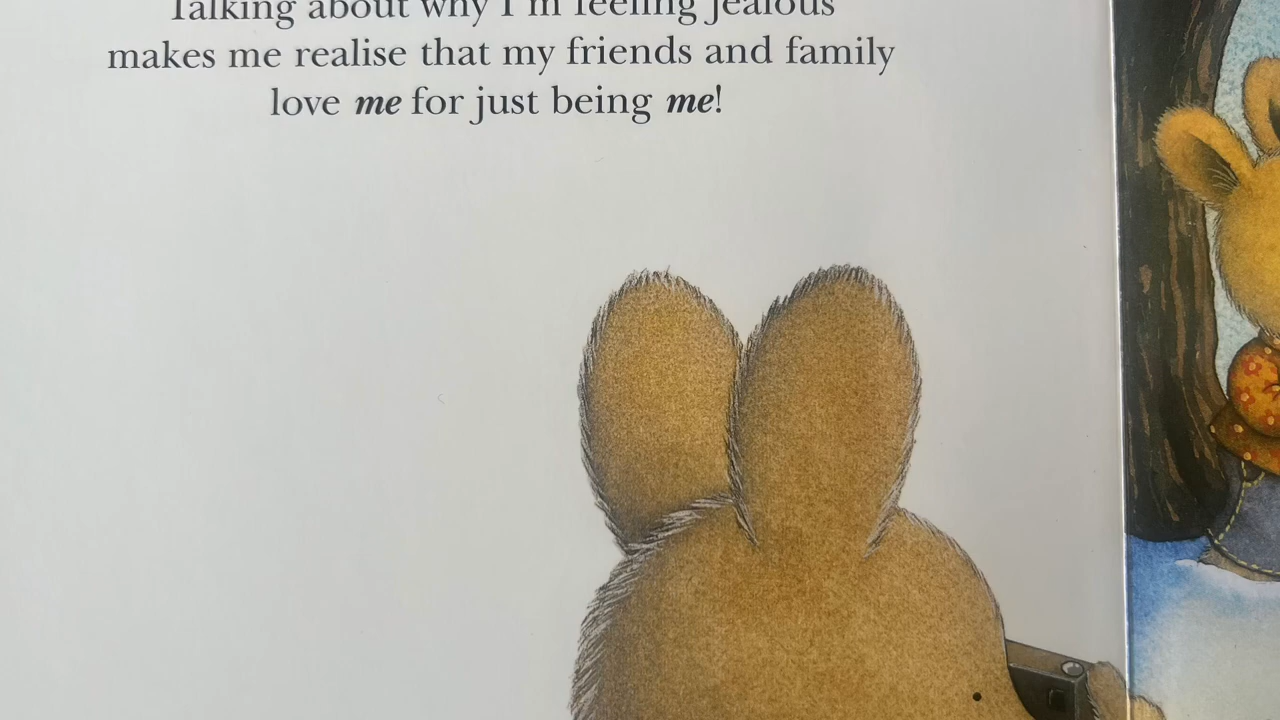 Talking about why I'm feeling jealous
makes me realise that my friends and family
love me for just being me!